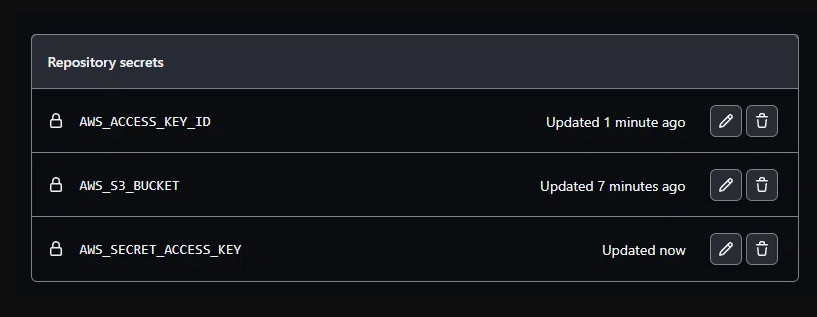 Repository secrets
AWS_ACCESS_KEY_ID Updated 1 minute ago
AWS_S3_BUCKET Updated 7 minutes ago
AWS_SECRET_ACCESS_KEY Updated now